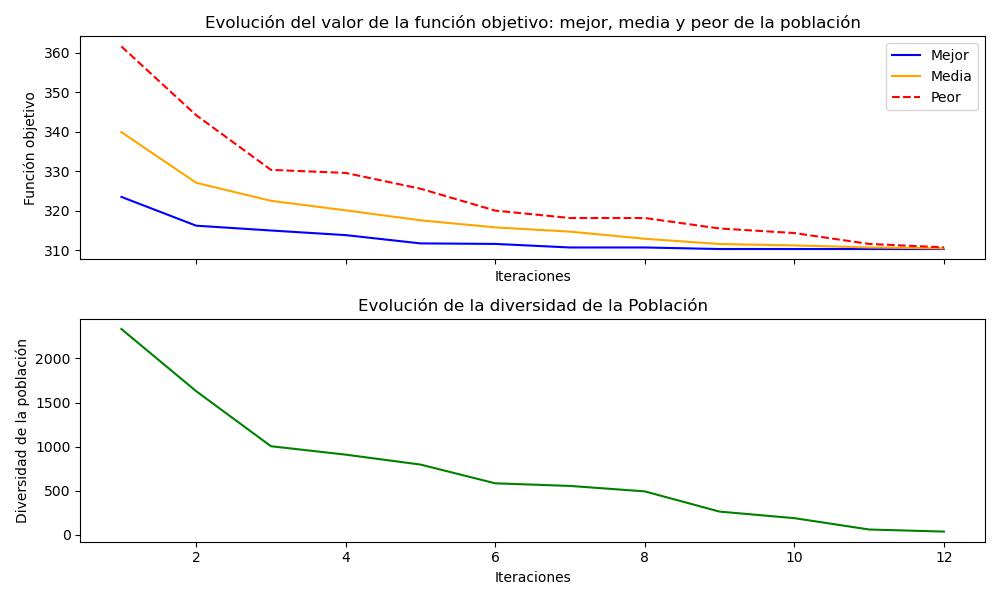 Evolución del valor de la función objetivo: mejor, media y peor de la población
Función objetivo
360
350
340
330
320
310
Mejor
Media
Peor
Iteraciones
Evolución de la diversidad de la Población
Diversidad de la población
2000
1500
1000
500
0
2 4 6 8 10 12
Iteraciones